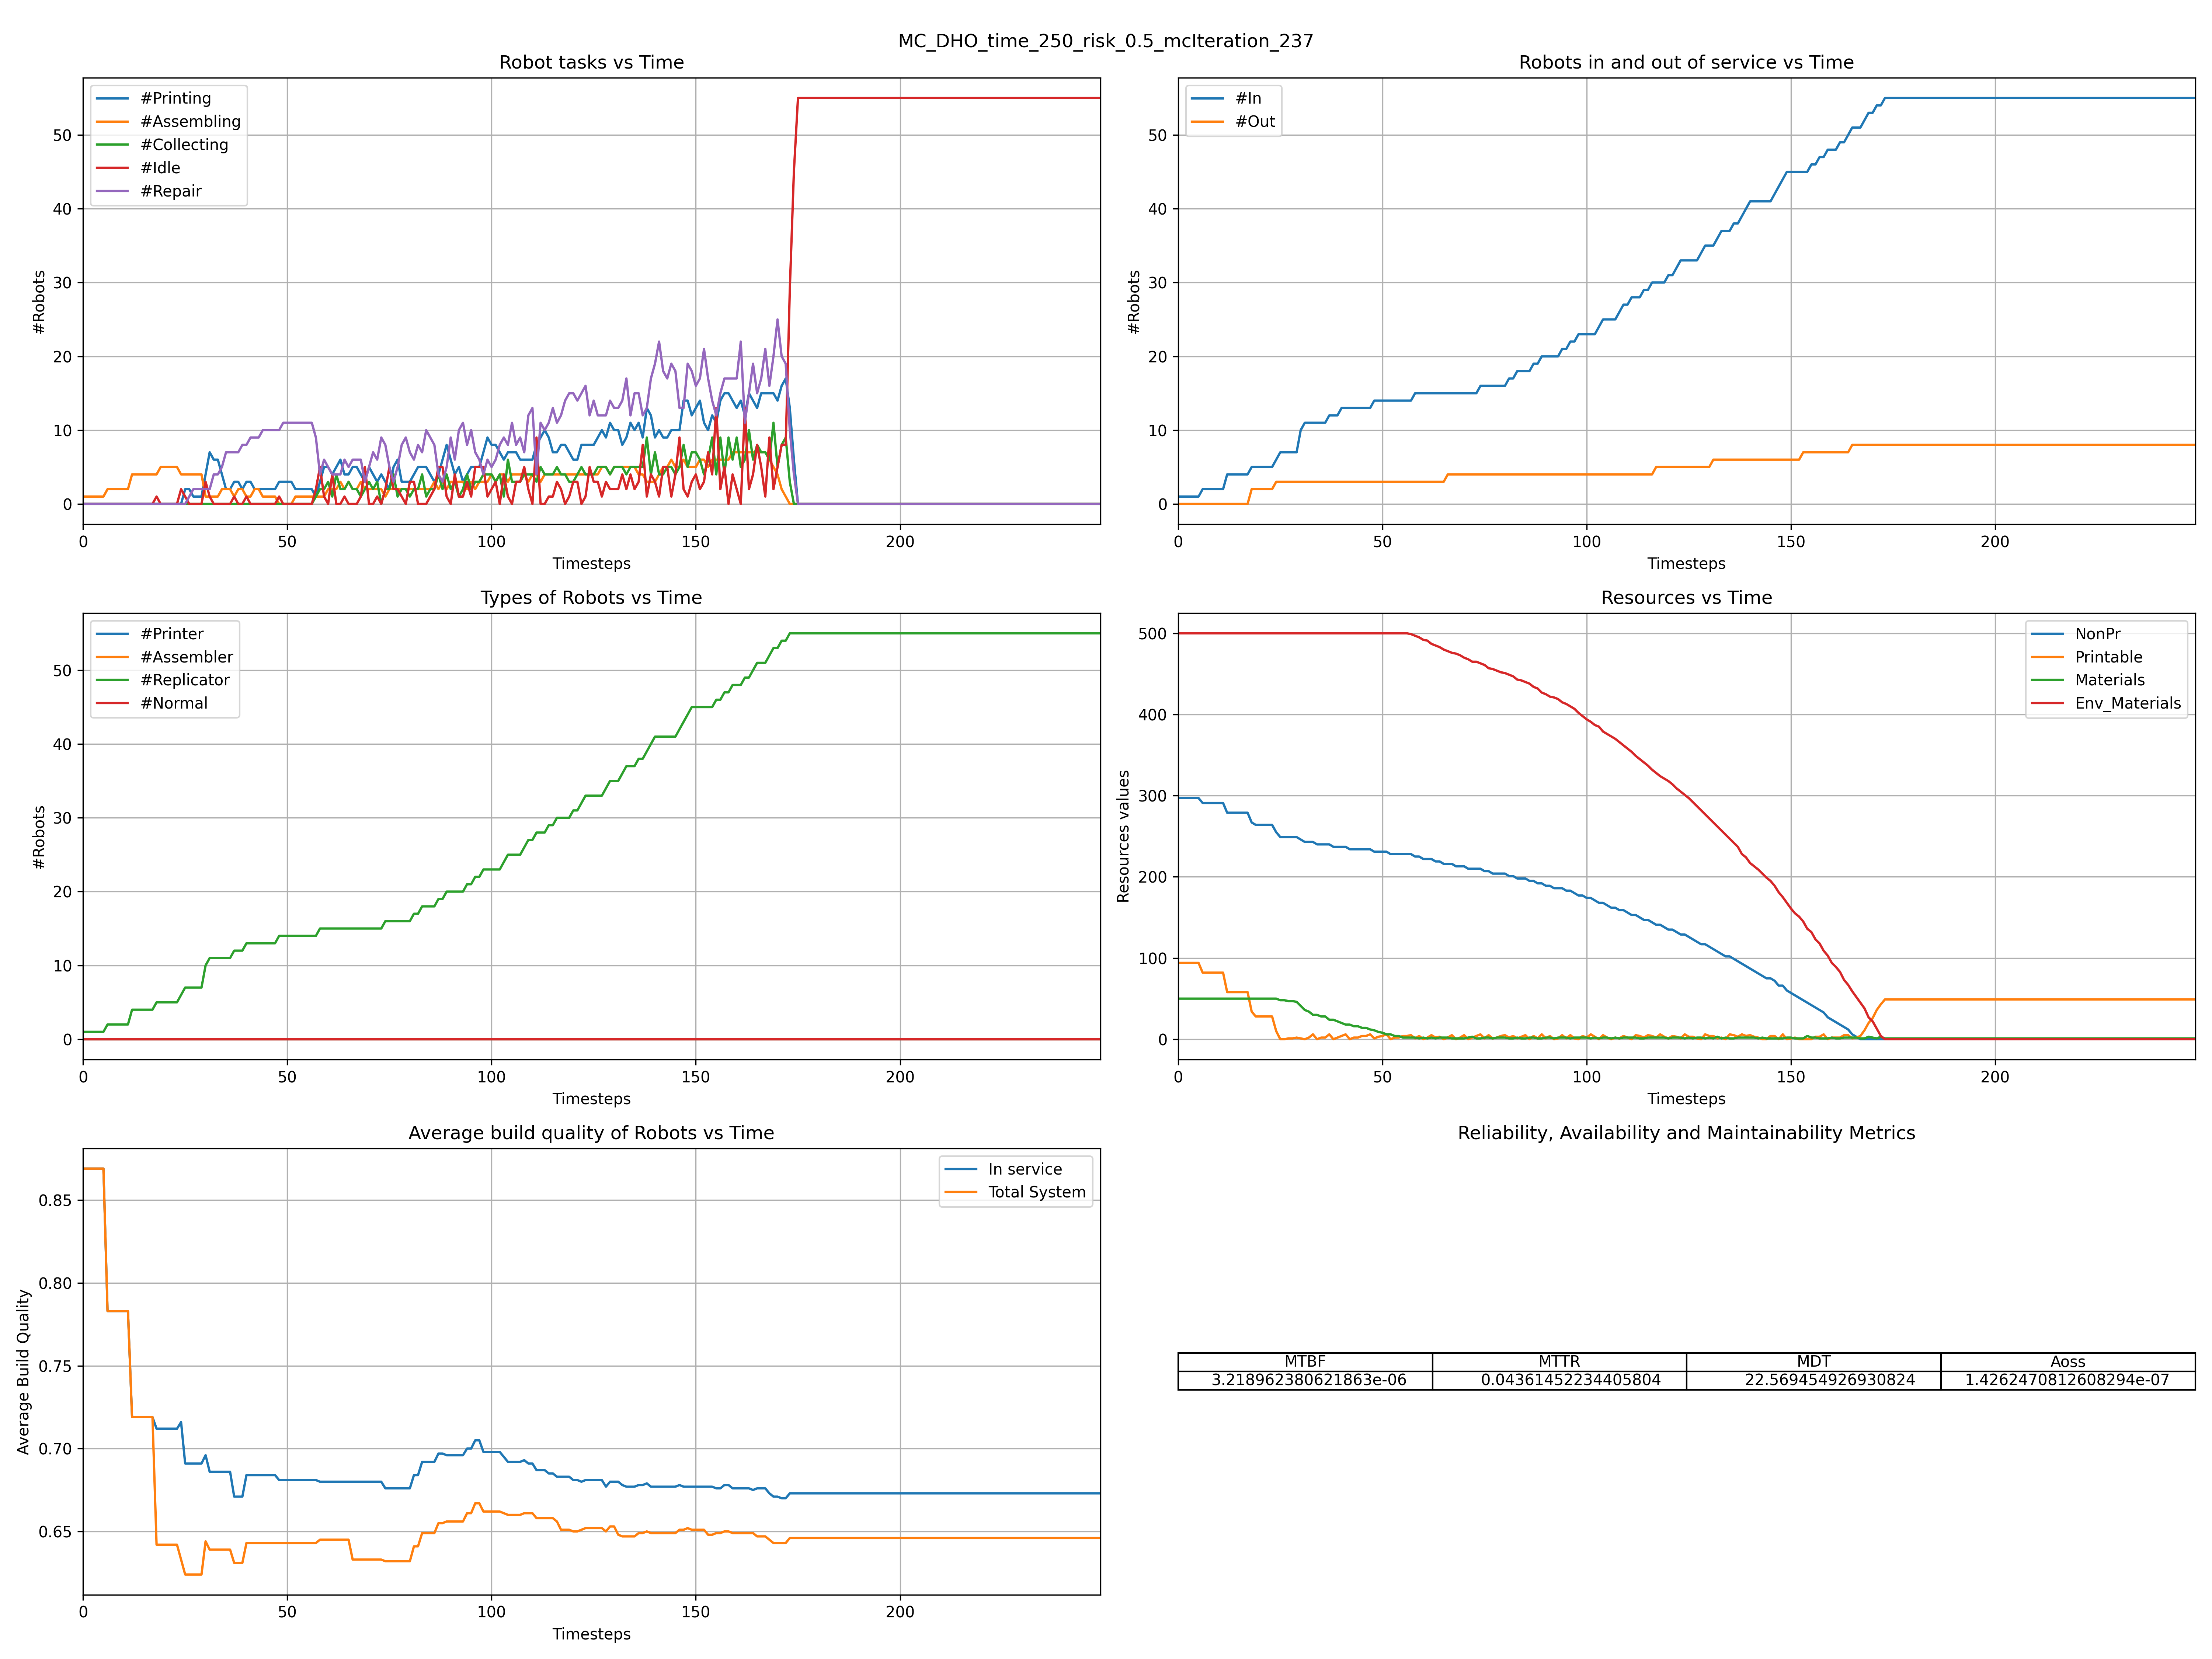 MC_DHO_time_250_risk_0.5_mcIteration_237
Robot tasks vs Time
#Printing
#Assembling
#Collecting
#Idle
#Repair
#Robots
50
40
30
20
10
0
0 50 100 150 200
Timesteps
Robots in and out of service vs Time
#In
#Out
#Robots
50
40
30
20
10
0
0 50 100 150 200
Timesteps
Types of Robots vs Time
#Printer
#Assembler
#Replicator
#Normal
#Robots
50
40
30
20
10
0
0 50 100 150 200
Timesteps
Resources vs Time
NonPr
Printable
Materials
Env_Materials
Resources values
500
400
300
200
100
0
0 50 100 150 200
Timesteps
Average build quality of Robots vs Time
In service
Total System
Average Build Quality
0.85
0.80
0.75
0.70
0.65
0 50 100 150 200
Timesteps
Reliability, Availability and Maintainability Metrics
MTBF MTTR MDT Aoss
3.218962380621863e-06 0.04361452234405804 22.569454926930824 1.4262470812608294e-07